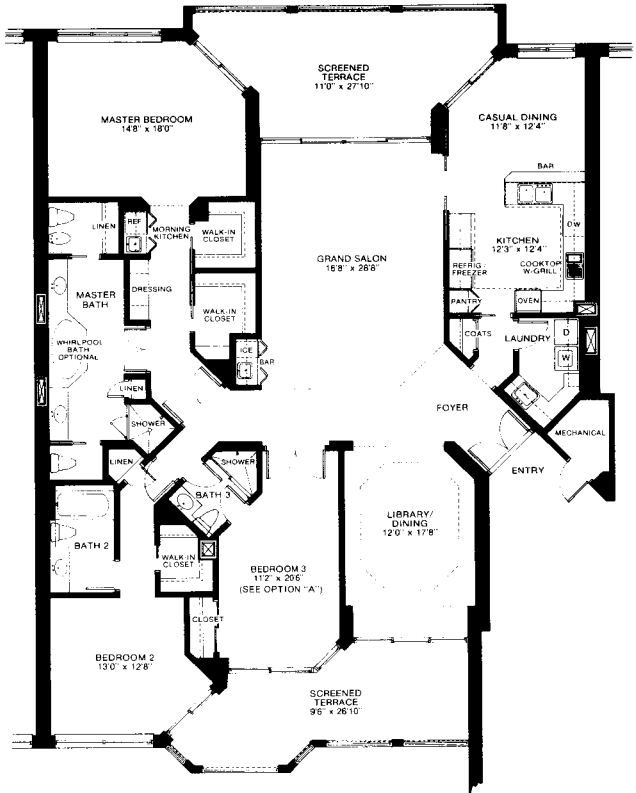 SCREENED
TERRACE
11'0" x 27'10"
MASTER BEDROOM
14'8" x 18'0"
CASUAL DINING
11'8" x 12'4"
BAR
LINEN
REF
MORNING
KITCHEN
WALK-IN
CLOSET
DW
KITCHEN
12'3" x 12'4"
GRAND SALON
16'8" x 28'8"
REFRIG
FREEZER
COOKTOP
W-GRILL
MASTER
BATH
DRESSING
WALK-IN
CLOSET
PANTRY
OVEN
COATS
LAUNDRY
D
W
WHIRLPOOL
BATH
OPTIONAL
ICE
BAR
LINEN
SHOWER
FOYER
MECHANICAL
LINEN
SHOWER
ENTRY
BATH 3
LIBRARY/
DINING
12'0" x 17'8"
BATH 2
WALK-IN
CLOSET
BEDROOM 3
11'2" x 20'6"
(SEE OPTION "A")
CLOSET
BEDROOM 2
13'0" x 12'8"
SCREENED
TERRACE
9'6" x 26'10"